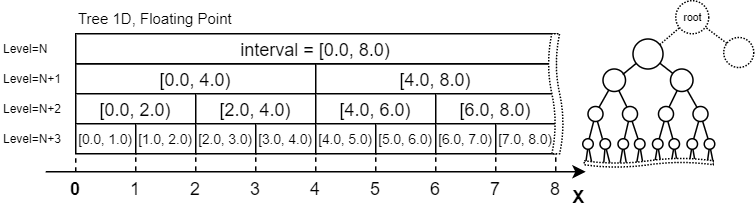 Tree 1D, Floating Point
root
Level=N
interval = [0.0, 8.0)
Level=N+1
[0.0, 4.0)
[4.0, 8.0)
Level=N+2
[0.0, 2.0)
[2.0, 4.0)
[4.0, 6.0)
[6.0, 8.0)
Level=N+3
[0.0, 1.0)
[1.0, 2.0)
[2.0, 3.0)
[3.0, 4.0)
[4.0, 5.0)
[5.0, 6.0)
[6.0, 7.0)
[7.0, 8.0)
0 1 2 3 4 5 6 7 8
X